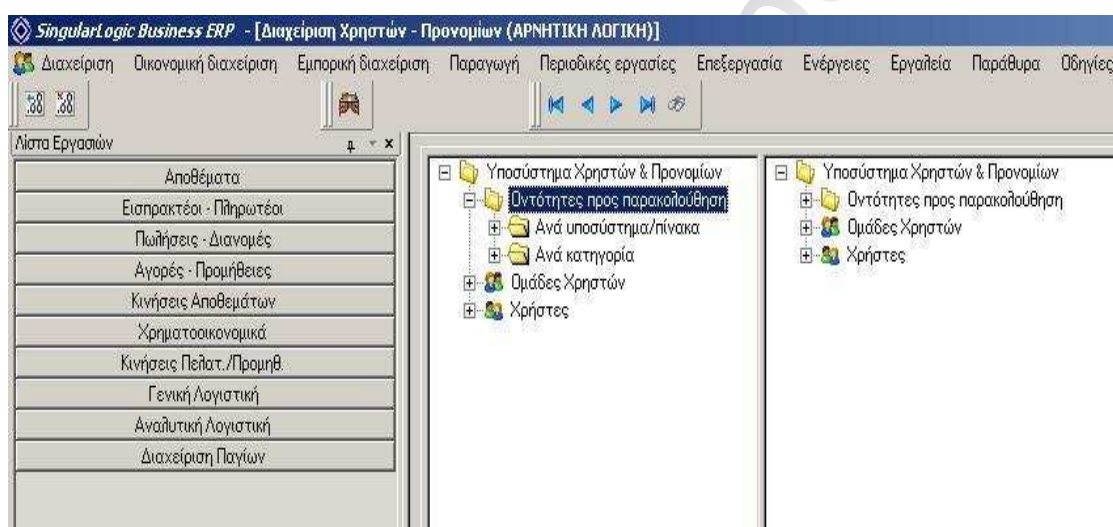 SingularLogic Business ERP - [Διαχείριση Χρηστών - Προνομίων (ΑΡΝΗΤΙΚΗ ΛΟΓΙΚΗ)]
Διαχείριση Οικονομική διαχείριση Εμπορική διαχείριση Παραγωγή Περιοδικές εργασίες Επεξεργασία Ενέργειες Εργαλεία Παράθυρα Οδηγίες
Λίστα Εργασιών
Αποθέματα
Εισπρακτέοι - Πληρωτέοι
Πωλήσεις - Διανομές
Αγορές - Προμήθειες
Κινήσεις Αποθεμάτων
Χρηματοοικονομικά
Κινήσεις Πελατ./Προμηθ.
Γενική Λογιστική
Αναλυτική Λογιστική
Διαχείριση Παγίων
Υποσύστημα Χρηστών & Προνομίων
Οντότητες προς παρακολούθηση
Ανά υποσύστημα/πίνακα
Ανά κατηγορία
Ομάδες Χρηστών
Χρήστες
Υποσύστημα Χρηστών & Προνομίων
Οντότητες προς παρακολούθηση
Ομάδες Χρηστών
Χρήστες